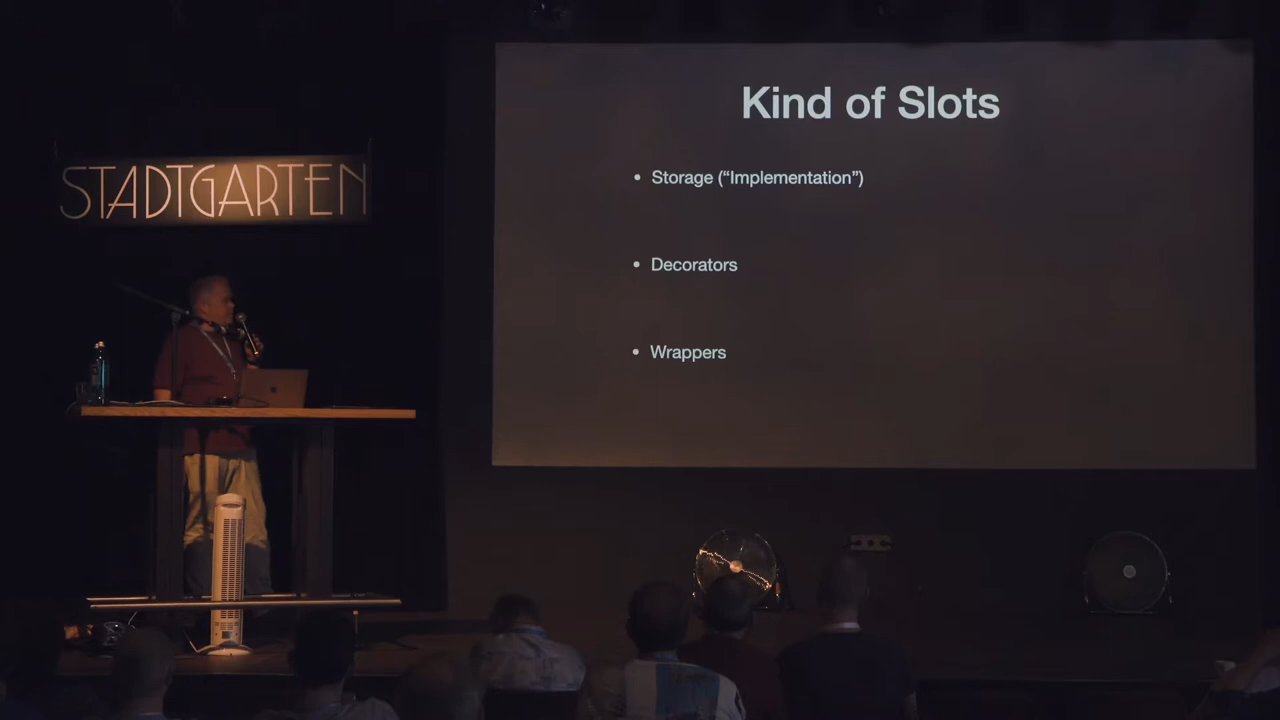 STADTGARTEN
Kind of Slots
• Storage (“Implementation”)
• Decorators
• Wrappers